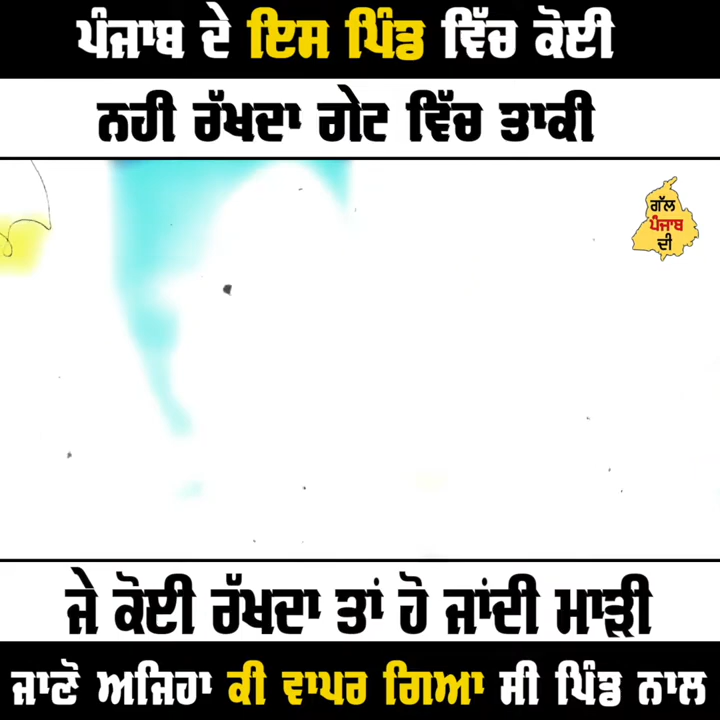 ਪੰਜਾਬ ਦੇ ਇਸ ਪਿੰਡ ਵਿੱਚ ਕੋਈ
ਨਹੀ ਰੱਖਦਾ ਗੇਟ ਵਿੱਚ ਤਾਕੀ
ਗੱਲ
ਪੰਜਾਬ
ਦੀ
ਜੇ ਕੋਈ ਰੱਖਦਾ ਤਾਂ ਹੋ ਜਾਂਦੀ ਮਾੜੀ
ਜਾਣੋ ਅਜਿਹਾ ਕੀ ਵਾਪਰ ਗਿਆ ਸੀ ਪਿੰਡ ਨਾਲ